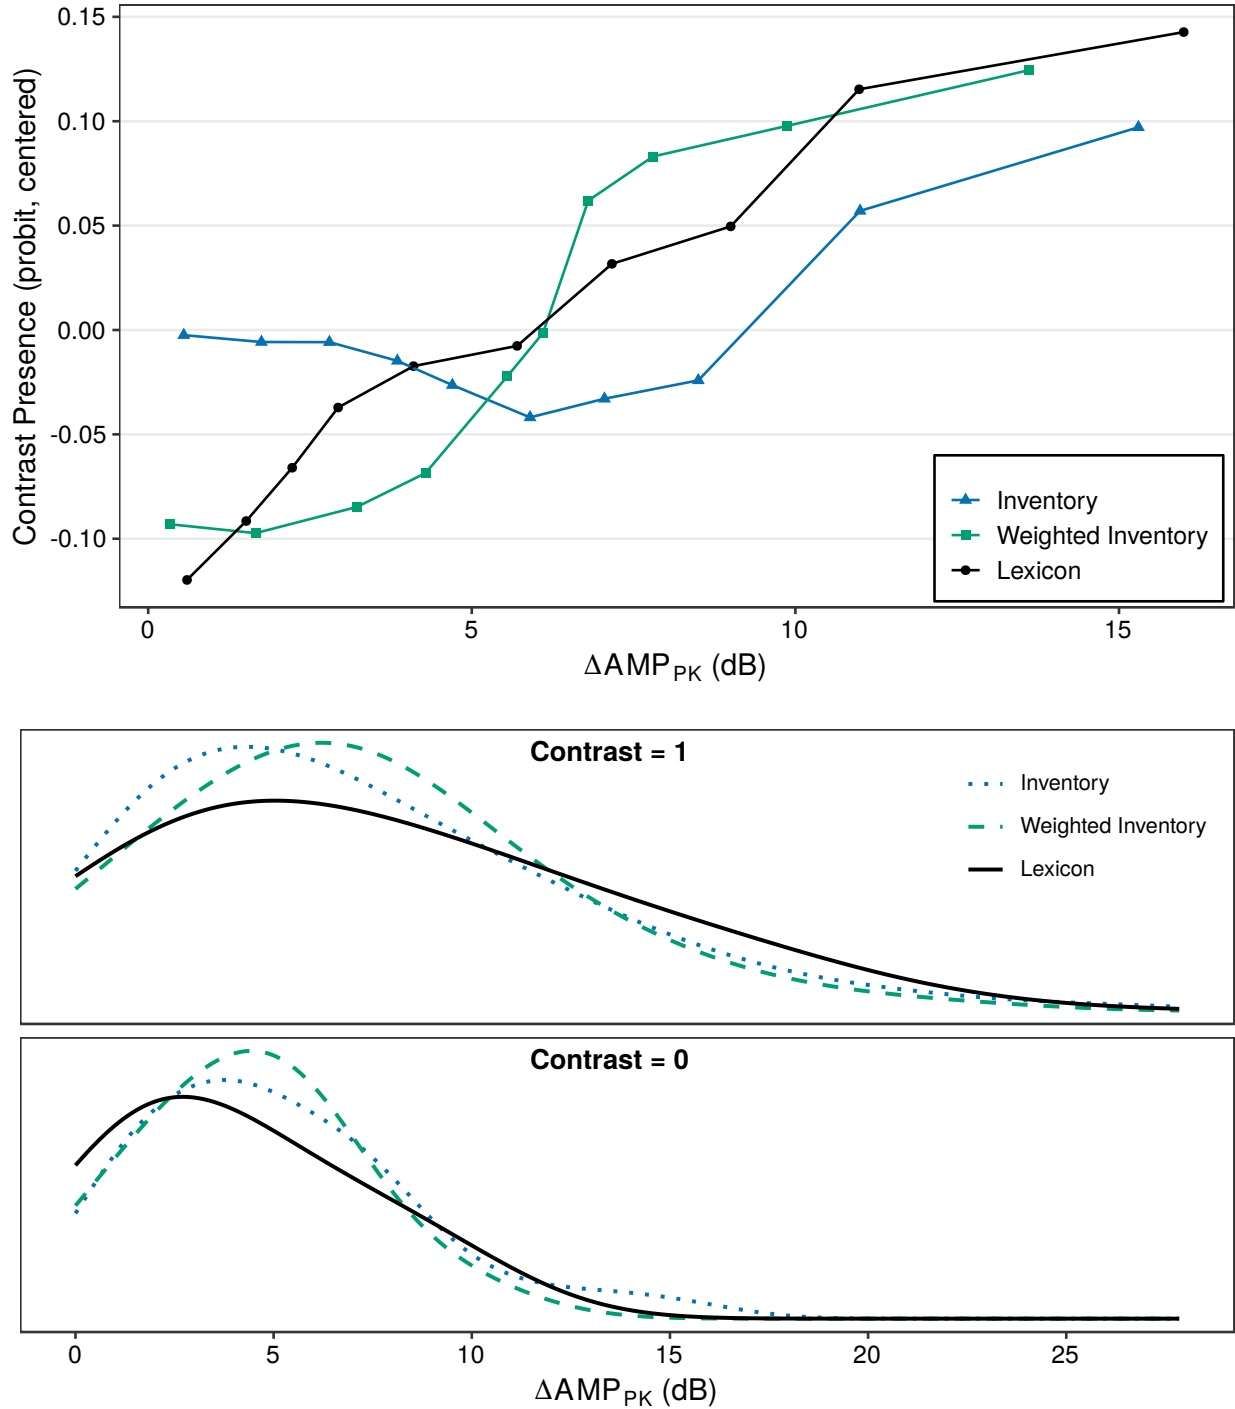 0.15
0.10
0.05
0.00
-0.05
-0.10
Contrast Presence (probit, centered)
Inventory
Weighted Inventory
Lexicon
0 5 10 15
ΔAMP_PK (dB)
Contrast = 1
Inventory
Weighted Inventory
Lexicon
Contrast = 0
0 5 10 15 20 25
ΔAMP_PK (dB)